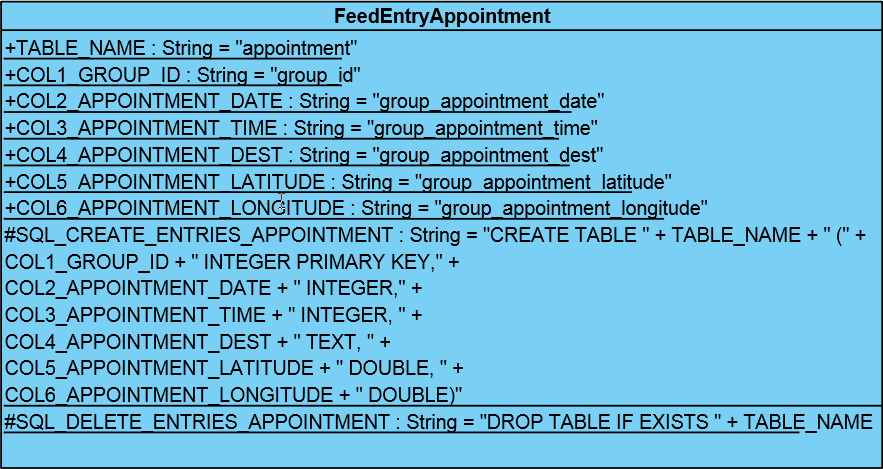 FeedEntryAppointment
+TABLE_NAME : String = "appointment"
+COL1_GROUP_ID : String = "group_id"
+COL2_APPOINTMENT_DATE : String = "group_appointment_date"
+COL3_APPOINTMENT_TIME : String = "group_appointment_time"
+COL4_APPOINTMENT_DEST : String = "group_appointment_dest"
+COL5_APPOINTMENT_LATITUDE : String = "group_appointment_latitude"
+COL6_APPOINTMENT_LONGITUDE : String = "group_appointment_longitude"
#SQL_CREATE_ENTRIES_APPOINTMENT : String = "CREATE TABLE " + TABLE_NAME + " (" +
COL1_GROUP_ID + " INTEGER PRIMARY KEY," +
COL2_APPOINTMENT_DATE + " INTEGER," +
COL3_APPOINTMENT_TIME + " INTEGER, " +
COL4_APPOINTMENT_DEST + " TEXT, " +
COL5_APPOINTMENT_LATITUDE + " DOUBLE, " +
COL6_APPOINTMENT_LONGITUDE + " DOUBLE)"
#SQL_DELETE_ENTRIES_APPOINTMENT : String = "DROP TABLE IF EXISTS " + TABLE_NAME